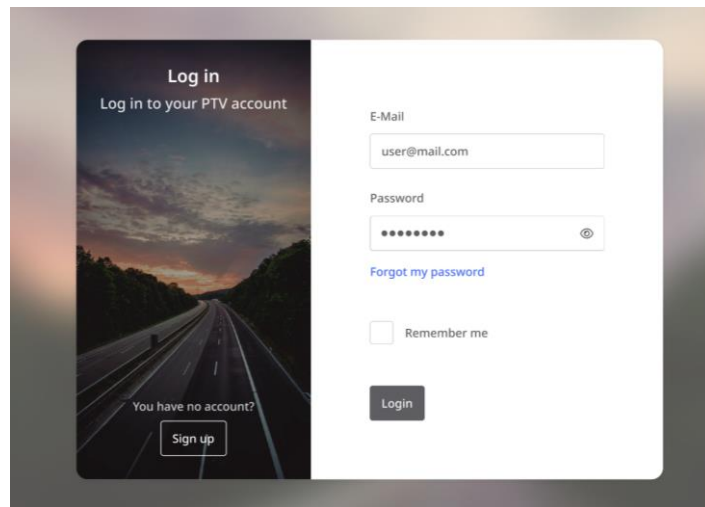 Log in
Log in to your PTV account
You have no account?
Sign up
E-Mail
user@mail.com
Password
Forgot my password
Remember me
Login